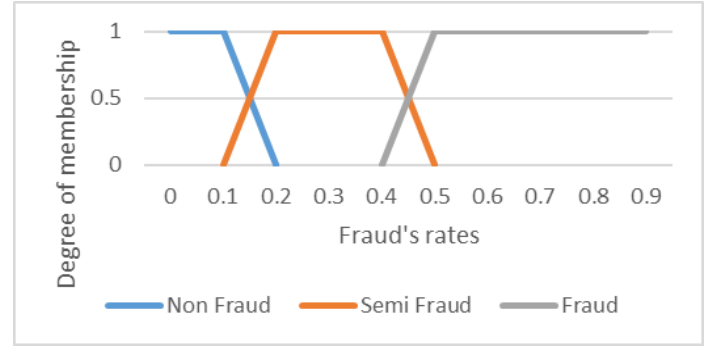 Degree of membership
1
0.5
0
0 0.1 0.2 0.3 0.4 0.5 0.6 0.7 0.8 0.9
Fraud's rates
Non Fraud Semi Fraud Fraud